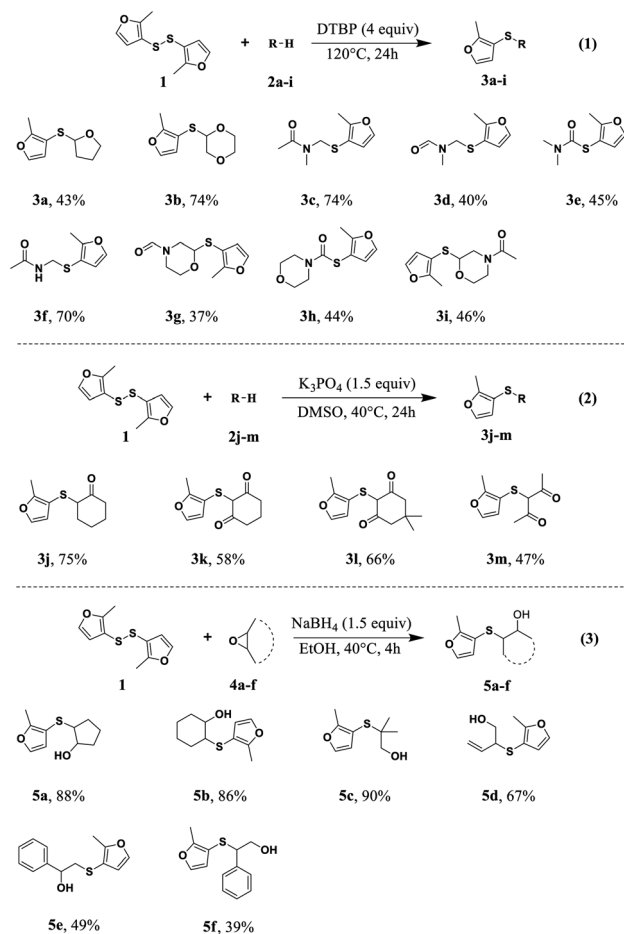 1 + R-H 2a-i DTBP (4 equiv) 120°C, 24h 3a-i (1)
3a, 43% 3b, 74% 3c, 74% 3d, 40% 3e, 45%
3f, 70% 3g, 37% 3h, 44% 3i, 46%
1 + R-H 2j-m K₃PO₄ (1.5 equiv) DMSO, 40°C, 24h 3j-m (2)
3j, 75% 3k, 58% 3l, 66% 3m, 47%
1 + 4a-f NaBH₄ (1.5 equiv) EtOH, 40°C, 4h 5a-f (3)
5a, 88% 5b, 86% 5c, 90% 5d, 67%
5e, 49% 5f, 39%